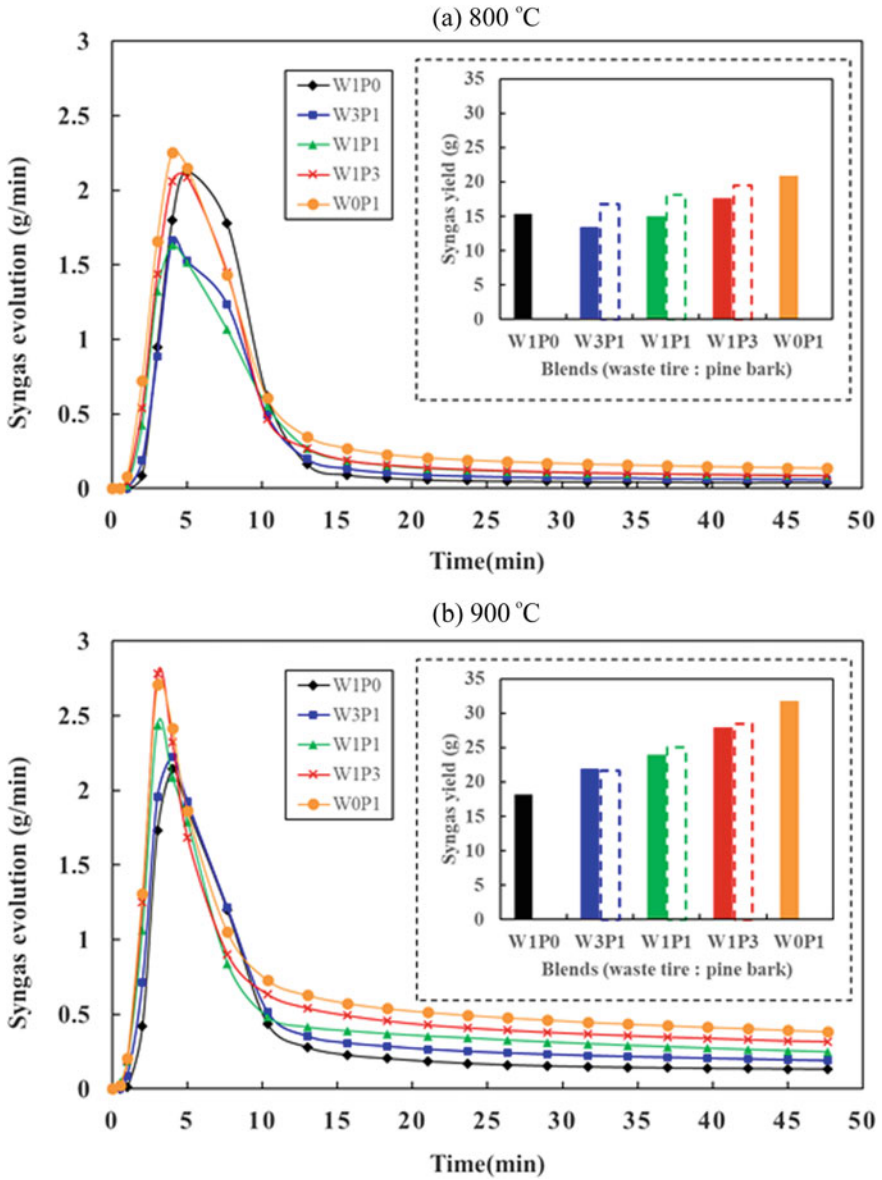 (a) 800 °C
Syngas evolution (g/min)
3
2.5
2
1.5
1
0.5
0
0 5 10 15 20 25 30 35 40 45 50
Time(min)
W1P0
W3P1
W1P1
W1P3
W0P1
Syngas yield (g)
35
30
25
20
15
10
5
0
W1P0 W3P1 W1P1 W1P3 W0P1
Blends (waste tire : pine bark)
(b) 900 °C
Syngas evolution (g/min)
3
2.5
2
1.5
1
0.5
0
0 5 10 15 20 25 30 35 40 45 50
Time(min)
W1P0
W3P1
W1P1
W1P3
W0P1
Syngas yield (g)
35
30
25
20
15
10
5
0
W1P0 W3P1 W1P1 W1P3 W0P1
Blends (waste tire : pine bark)